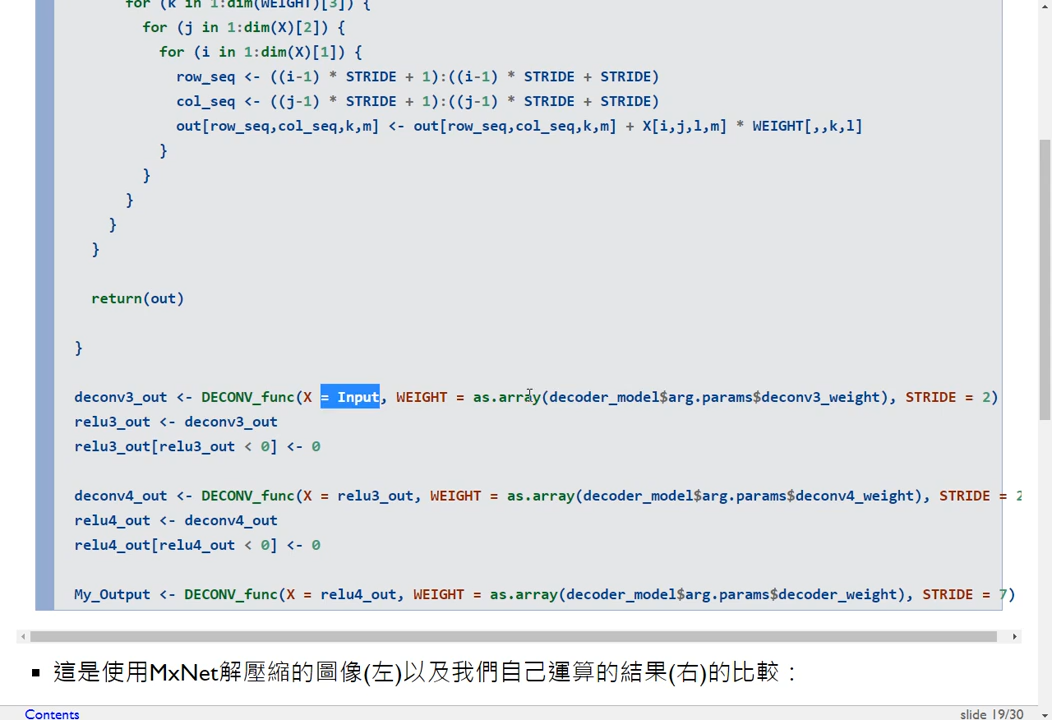 for (k in 1:dim(WEIGHT)[3]) {
for (j in 1:dim(X)[2]) {
for (i in 1:dim(X)[1]) {
row_seq <- ((i-1) * STRIDE + 1):((i-1) * STRIDE + STRIDE)
col_seq <- ((j-1) * STRIDE + 1):((j-1) * STRIDE + STRIDE)
out[row_seq,col_seq,k,m] <- out[row_seq,col_seq,k,m] + X[i,j,l,m] * WEIGHT[,,k,l]
}
}
}
}
}
return(out)
}
deconv3_out <- DECONV_func(X = Input, WEIGHT = as.array(decoder_model$arg.params$deconv3_weight), STRIDE = 2)
relu3_out <- deconv3_out
relu3_out[relu3_out < 0] <- 0
deconv4_out <- DECONV_func(X = relu3_out, WEIGHT = as.array(decoder_model$arg.params$deconv4_weight), STRIDE = 2
relu4_out <- deconv4_out
relu4_out[relu4_out < 0] <- 0
My_Output <- DECONV_func(X = relu4_out, WEIGHT = as.array(decoder_model$arg.params$decoder_weight), STRIDE = 7)
▪ 這是使用MxNet解壓縮的圖像(左)以及我們自己運算的結果(右)的比較：
Contents
slide 19/30